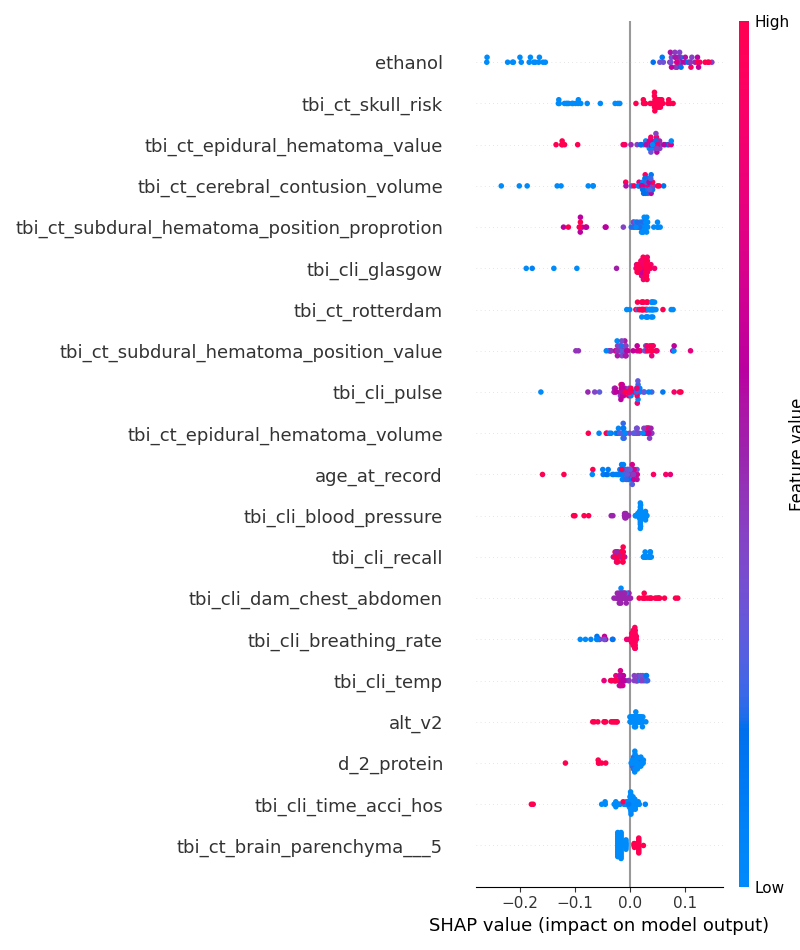 High
ethanol
tbi_ct_skull_risk
tbi_ct_epidural_hematoma_value
tbi_ct_cerebral_contusion_volume
tbi_ct_subdural_hematoma_position_proprotion
tbi_cli_glasgow
tbi_ct_rotterdam
tbi_ct_subdural_hematoma_position_value
tbi_cli_pulse
tbi_ct_epidural_hematoma_volume
age_at_record
tbi_cli_blood_pressure
tbi_cli_recall
tbi_cli_dam_chest_abdomen
tbi_cli_breathing_rate
tbi_cli_temp
alt_v2
d_2_protein
tbi_cli_time_acci_hos
tbi_ct_brain_parenchyma___5
Feature value
Low
−0.2 −0.1 0.0 0.1
SHAP value (impact on model output)